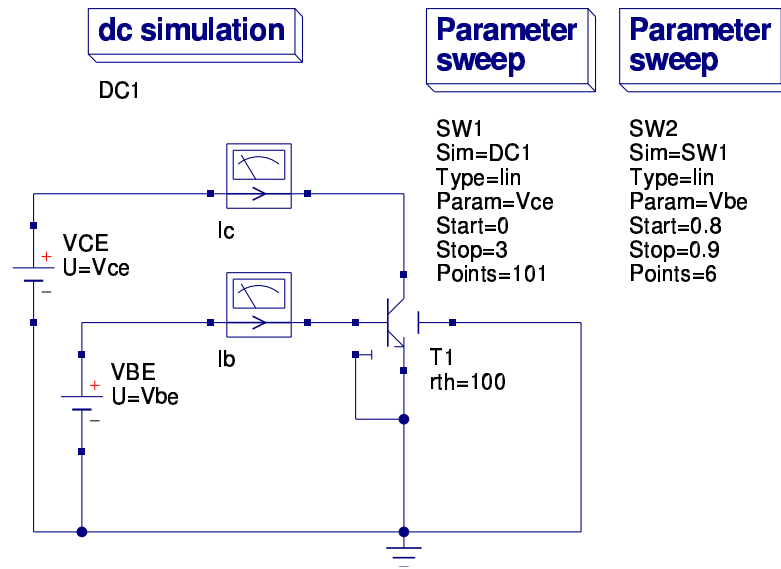 dc simulation
DC1
Parameter
sweep
SW1
Sim=DC1
Type=lin
Param=Vce
Start=0
Stop=3
Points=101
Parameter
sweep
SW2
Sim=SW1
Type=lin
Param=Vbe
Start=0.8
Stop=0.9
Points=6
Ic
VCE
U=Vce
+
−
Ib
VBE
U=Vbe
+
−
T1
rth=100